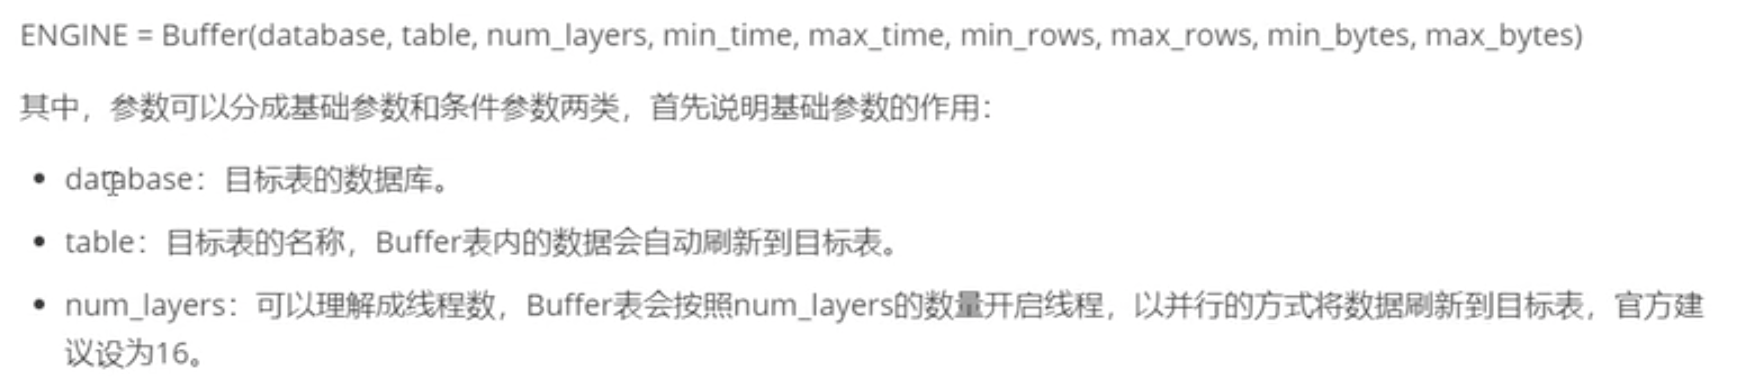 ENGINE = Buffer(database, table, num_layers, min_time, max_time, min_rows, max_rows, min_bytes, max_bytes)
其中，参数可以分成基础参数和条件参数两类，首先说明基础参数的作用：
• database：目标表的数据库。
• table：目标表的名称，Buffer表内的数据会自动刷新到目标表。
• num_layers：可以理解成线程数，Buffer表会按照num_layers的数量开启线程，以并行的方式将数据刷新到目标表，官方建
议设为16。